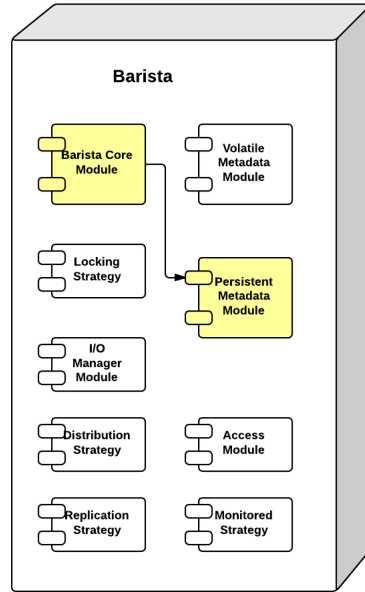 Barista
Barista Core
Module
Volatile
Metadata
Module
Locking
Strategy
Persistent
Metadata
Module
I/O
Manager
Module
Distribution
Strategy
Access
Module
Replication
Strategy
Monitored
Strategy